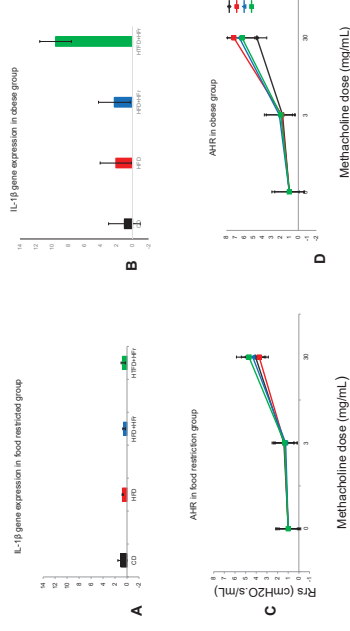 IL-1β gene expression in food restricted group
14
12
10
8
6
4
2
0
-2
CD
HFD
HFD+HFr
HTFD+HFr
A
IL-1β gene expression in obese group
14
12
10
8
6
4
2
0
-2
CD
HFD
HFD+HFr
HTFD+HFr
B
AHR in food restriction group
8
7
6
5
4
3
2
1
0
-1
0
3
30
Rrs (cmH2O.s/mL)
C
Methacholine dose (mg/mL)
AHR in obese group
8
7
6
5
4
3
2
1
0
-1
3
30
D
Methacholine dose (mg/mL)